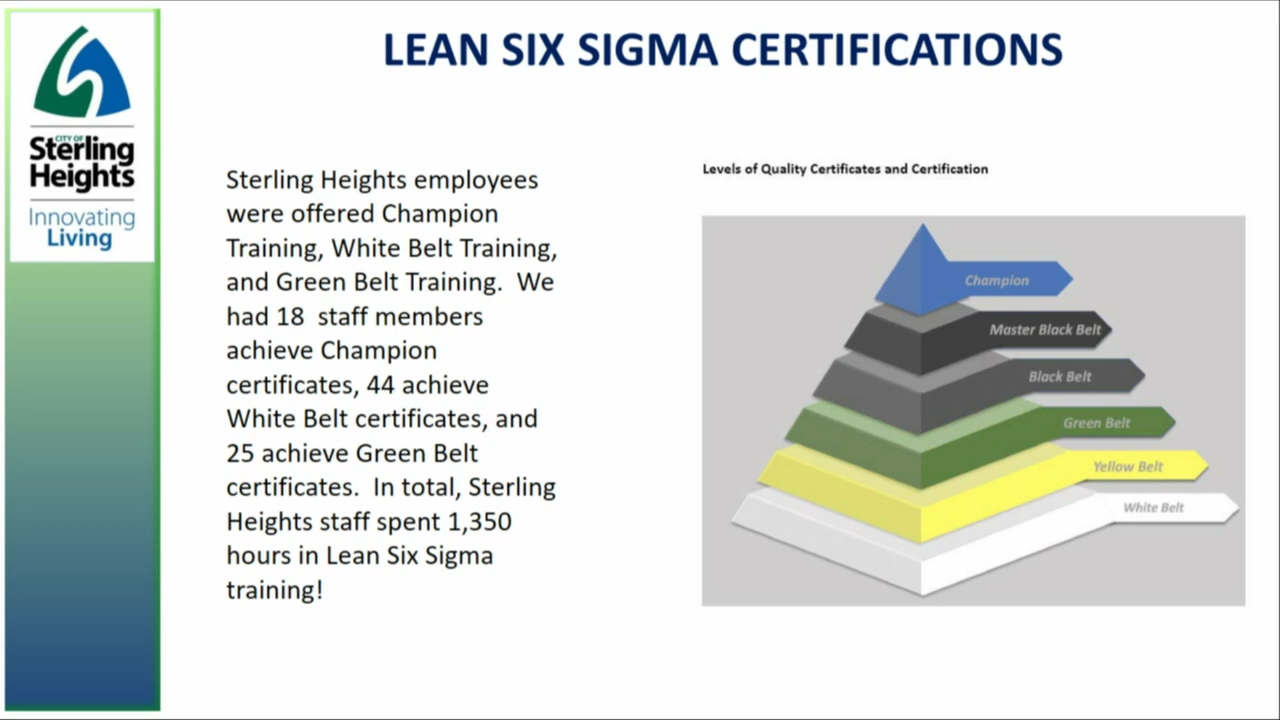 LEAN SIX SIGMA CERTIFICATIONS
CITY OF
Sterling
Heights
Innovating
Living
Sterling Heights employees
were offered Champion
Training, White Belt Training,
and Green Belt Training.  We
had 18  staff members
achieve Champion
certificates, 44 achieve
White Belt certificates, and
25 achieve Green Belt
certificates.  In total, Sterling
Heights staff spent 1,350
hours in Lean Six Sigma
training!
Levels of Quality Certificates and Certification
Champion
Master Black Belt
Black Belt
Green Belt
Yellow Belt
White Belt